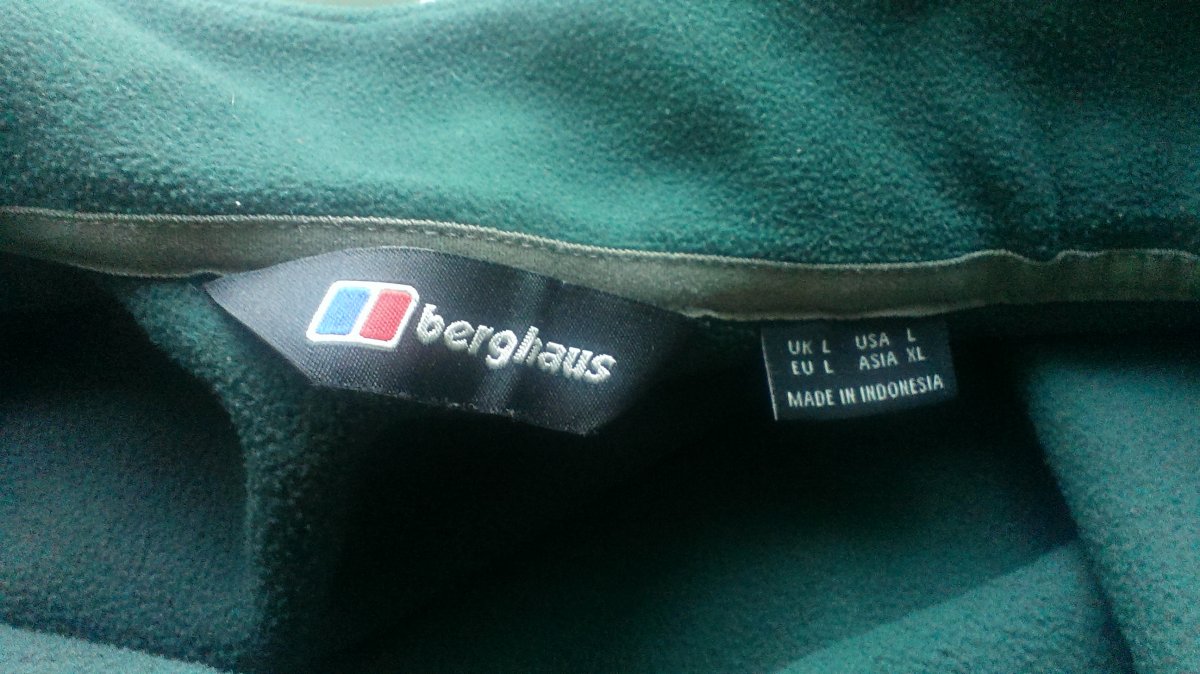 berghaus
UK L USA L
EU L ASIA XL
MADE IN INDONESIA